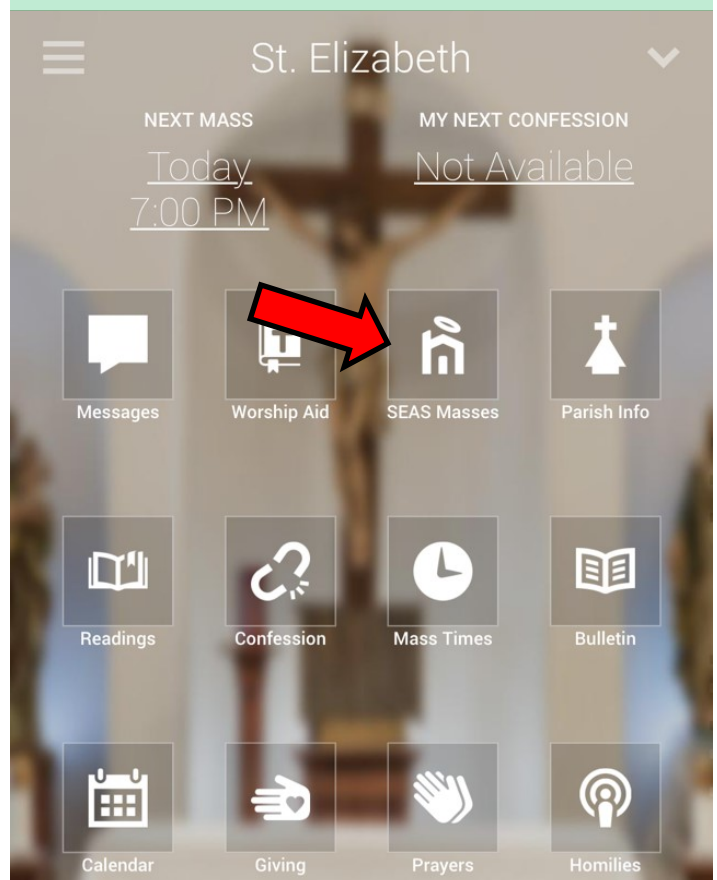 St. Elizabeth
NEXT MASS
MY NEXT CONFESSION
Today
7:00 PM
Not Available
Messages
Worship Aid
SEAS Masses
Parish Info
Readings
Confession
Mass Times
Bulletin
Calendar
Giving
Prayers
Homilies